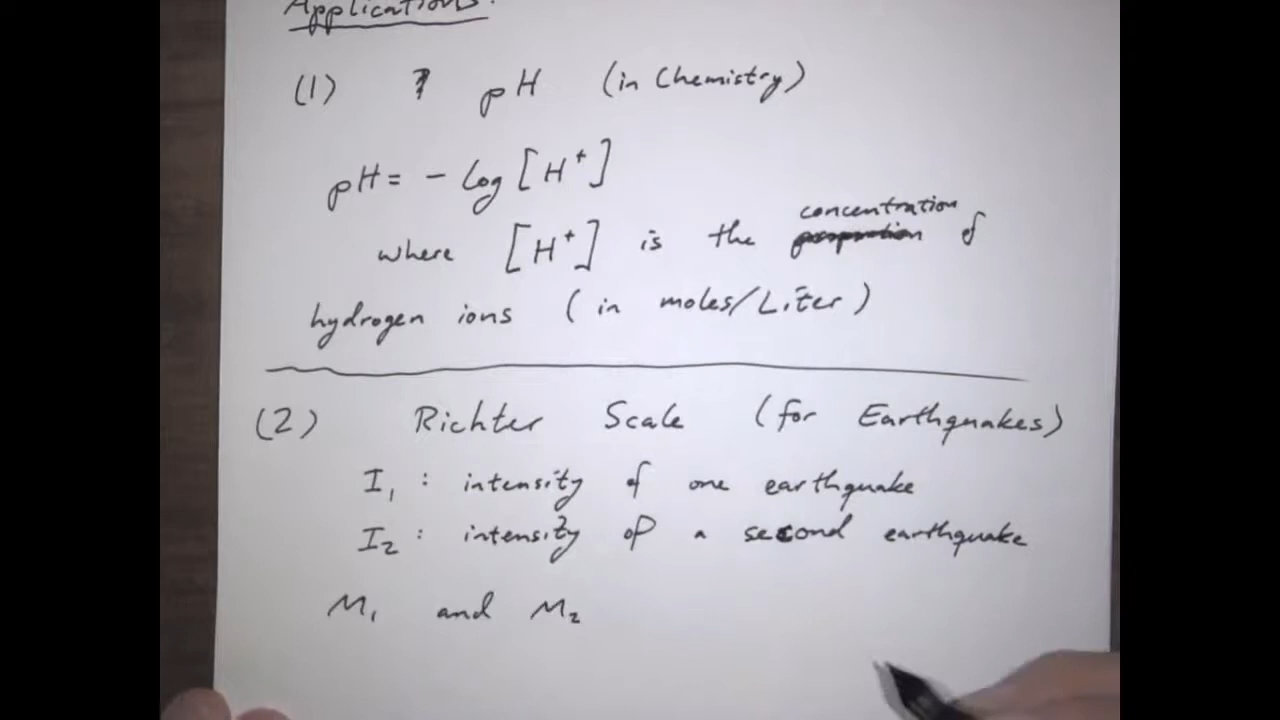 Applications:
(1) pH (in Chemistry)
pH = - log [H⁺]
where [H⁺] is the concentration of
hydrogen ions (in moles/Liter)
(2) Richter Scale (for Earthquakes)
I₁ : intensity of one earthquake
I₂ : intensity of a second earthquake
M₁ and M₂